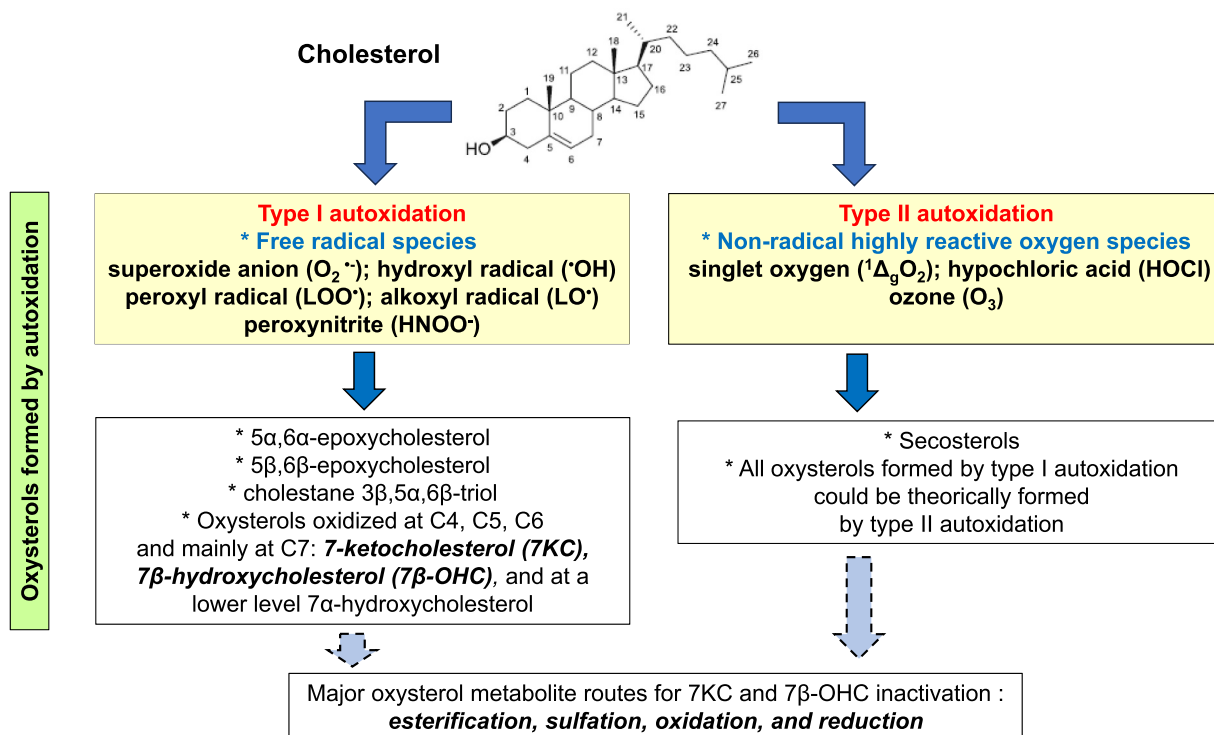 Cholesterol
21
22
18
20
24
26
12
17
23
11
13
25
19
16
27
1
9
14
15
2
10
8
3
7
HO
4
5
6
Oxysterols formed by autoxidation
Type I autoxidation
* Free radical species
superoxide anion (O₂•-); hydroxyl radical (•OH)
peroxyl radical (LOO•); alkoxyl radical (LO•)
peroxynitrite (HNOO-)
Type II autoxidation
* Non-radical highly reactive oxygen species
singlet oxygen (¹ΔgO₂); hypochloric acid (HOCl)
ozone (O₃)
* 5α,6α-epoxycholesterol
* 5β,6β-epoxycholesterol
* cholestane 3β,5α,6β-triol
* Oxysterols oxidized at C4, C5, C6
and mainly at C7: 7-ketocholesterol (7KC),
7β-hydroxycholesterol (7β-OHC), and at a
lower level 7α-hydroxycholesterol
* Secosterols
* All oxysterols formed by type I autoxidation
could be theorically formed
by type II autoxidation
Major oxysterol metabolite routes for 7KC and 7β-OHC inactivation :
esterification, sulfation, oxidation, and reduction